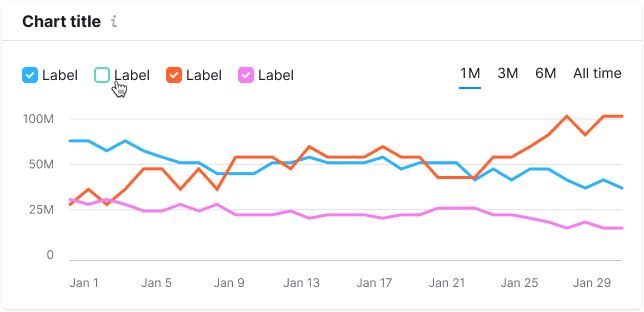 Chart title i
Label Label Label Label 1M 3M 6M All time
100M
50M
25M
0
Jan 1 Jan 5 Jan 9 Jan 13 Jan 17 Jan 21 Jan 25 Jan 29